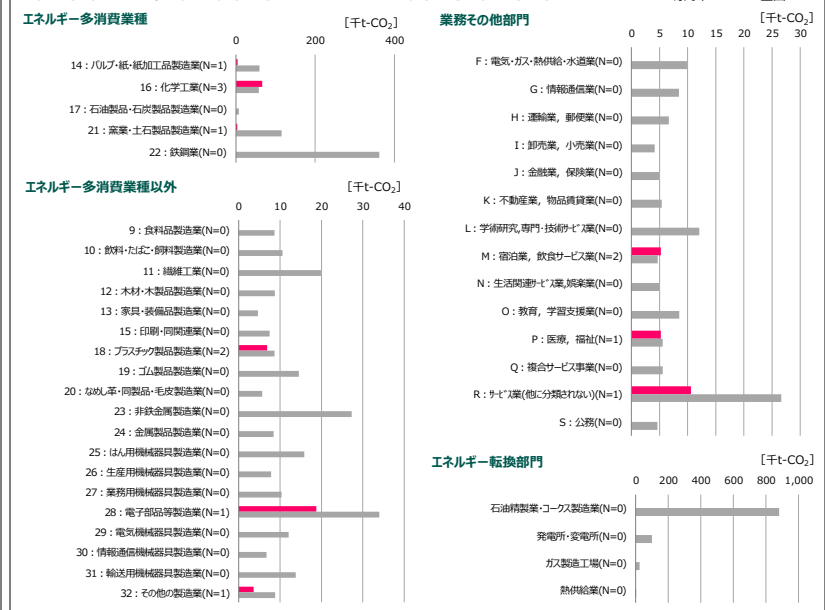 エネルギー多消費業種
[千t-CO₂]
0 200 400
14：パルプ・紙・紙加工品製造業(N=1)
16：化学工業(N=3)
17：石油製品・石炭製品製造業(N=0)
21：窯業・土石製品製造業(N=1)
22：鉄鋼業(N=0)
エネルギー多消費業種以外
[千t-CO₂]
0 10 20 30 40
9：食料品製造業(N=0)
10：飲料・たばこ・飼料製造業(N=0)
11：繊維工業(N=0)
12：木材・木製品製造業(N=0)
13：家具・装備品製造業(N=0)
15：印刷・同関連業(N=0)
18：プラスチック製品製造業(N=2)
19：ゴム製品製造業(N=0)
20：なめし革・同製品・毛皮製造業(N=0)
23：非鉄金属製造業(N=0)
24：金属製品製造業(N=0)
25：はん用機械器具製造業(N=0)
26：生産用機械器具製造業(N=0)
27：業務用機械器具製造業(N=0)
28：電子部品等製造業(N=1)
29：電気機械器具製造業(N=0)
30：情報通信機械器具製造業(N=0)
31：輸送用機械器具製造業(N=0)
32：その他の製造業(N=1)
業務その他部門
[千t-CO₂]
0 5 10 15 20 25 30
F：電気・ガス・熱供給・水道業(N=0)
G：情報通信業(N=0)
H：運輸業，郵便業(N=0)
I：卸売業，小売業(N=0)
J：金融業，保険業(N=0)
K：不動産業，物品賃貸業(N=0)
L：学術研究,専門・技術サービス業(N=0)
M：宿泊業，飲食サービス業(N=2)
N：生活関連サービス業,娯楽業(N=0)
O：教育，学習支援業(N=0)
P：医療，福祉(N=1)
Q：複合サービス事業(N=0)
R：サービス業(他に分類されない)(N=1)
S：公務(N=0)
エネルギー転換部門
[千t-CO₂]
0 200 400 600 800 1,000
石油精製業・コークス製造業(N=0)
発電所・変電所(N=0)
ガス製造工場(N=0)
熱供給業(N=0)